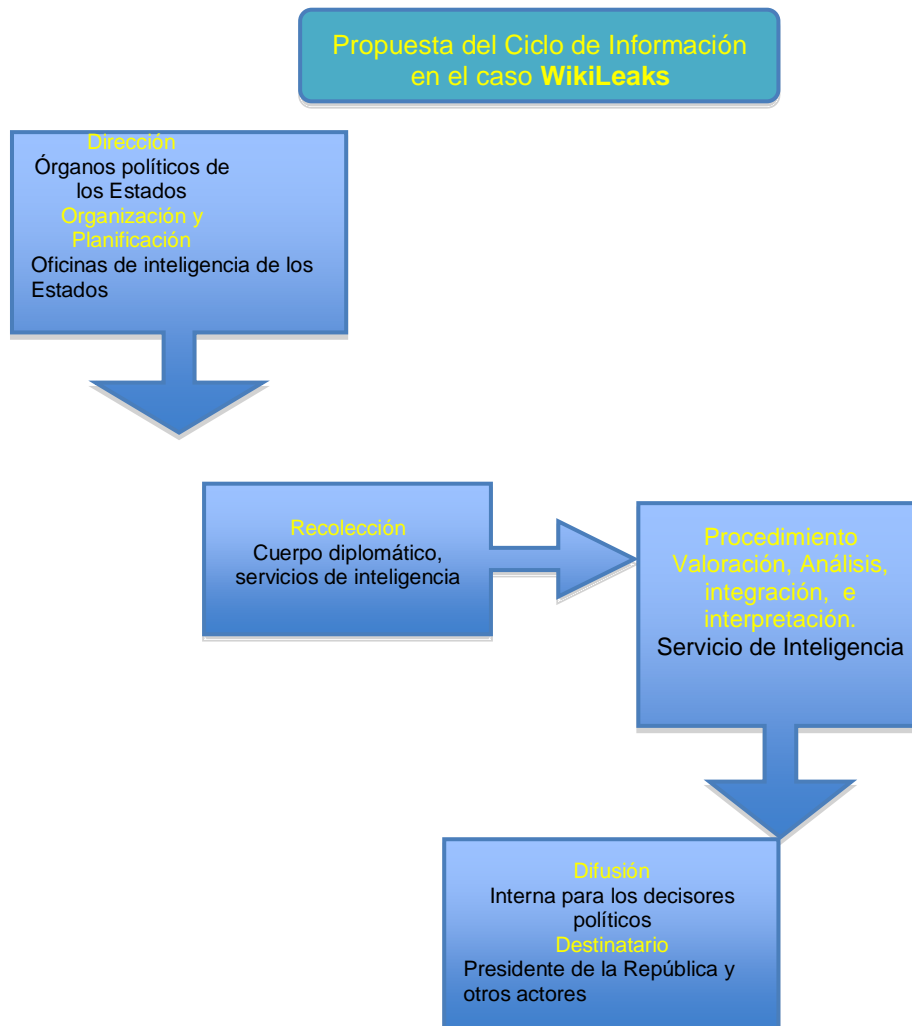 Propuesta del Ciclo de Información
en el caso WikiLeaks
Dirección
Órganos políticos de
los Estados
Organización y
Planificación
Oficinas de inteligencia de los
Estados
Recolección
Cuerpo diplomático,
servicios de inteligencia
Procedimiento
Valoración, Análisis,
integración, e
interpretación.
Servicio de Inteligencia
Difusión
Interna para los decisores
políticos
Destinatario
Presidente de la República y
otros actores